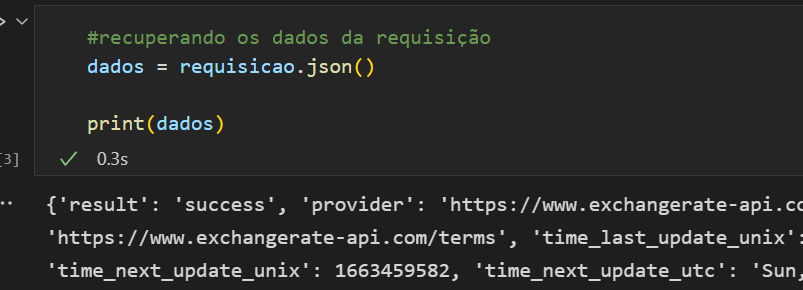 #recuperando os dados da requisição
dados = requisicao.json()
print(dados)
[3]
0.3s
{'result': 'success', 'provider': 'https://www.exchangerate-api.co
'https://www.exchangerate-api.com/terms', 'time_last_update_unix':
'time_next_update_unix': 1663459582, 'time_next_update_utc': 'Sun,